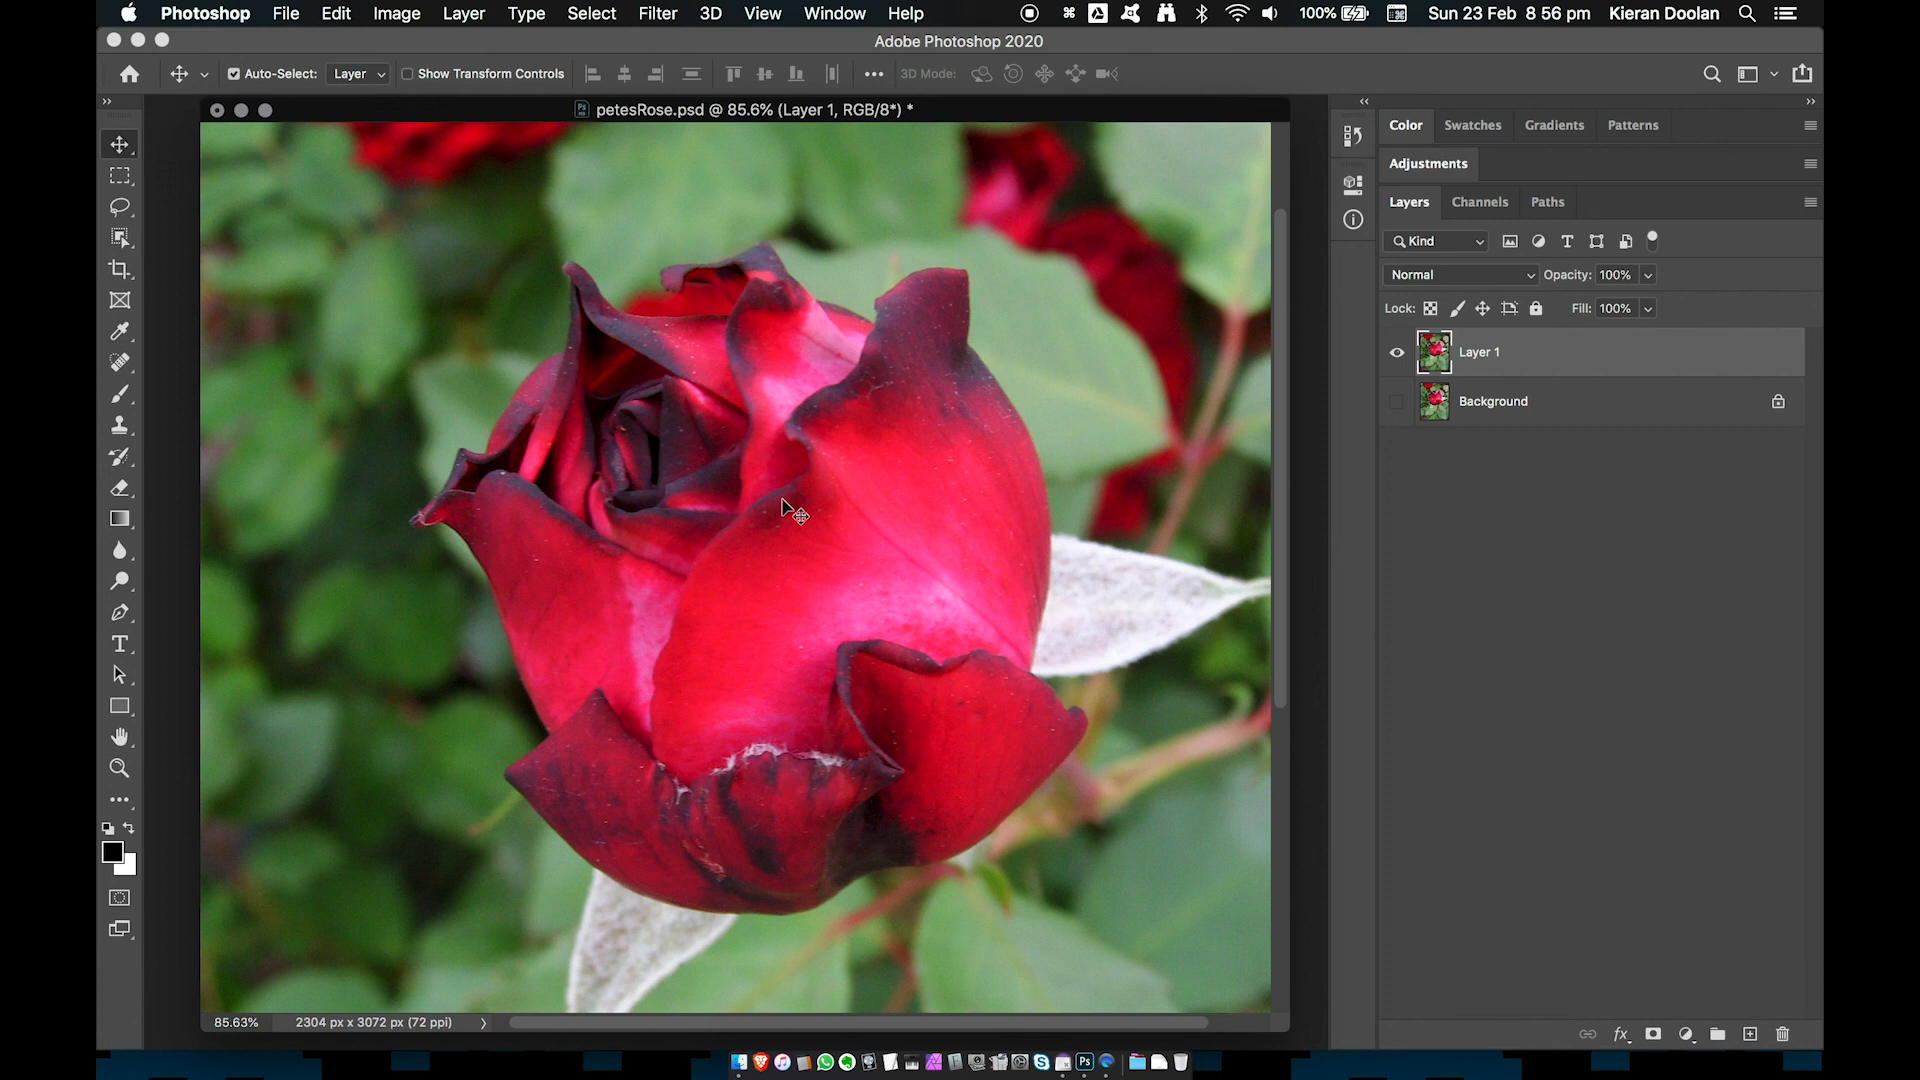 Photoshop File Edit Image Layer Type Select Filter 3D View Window Help 100% Sun 23 Feb 8 56 pm Kieran Doolan
Adobe Photoshop 2020
Auto-Select: Layer Show Transform Controls 3D Mode:
petesRose.psd @ 85.6% (Layer 1, RGB/8*) *
Color Swatches Gradients Patterns
Adjustments
Layers Channels Paths
Kind
Normal Opacity: 100%
Lock: Fill: 100%
Layer 1
Background
85.63% 2304 px x 3072 px (72 ppi)
fx
Ps